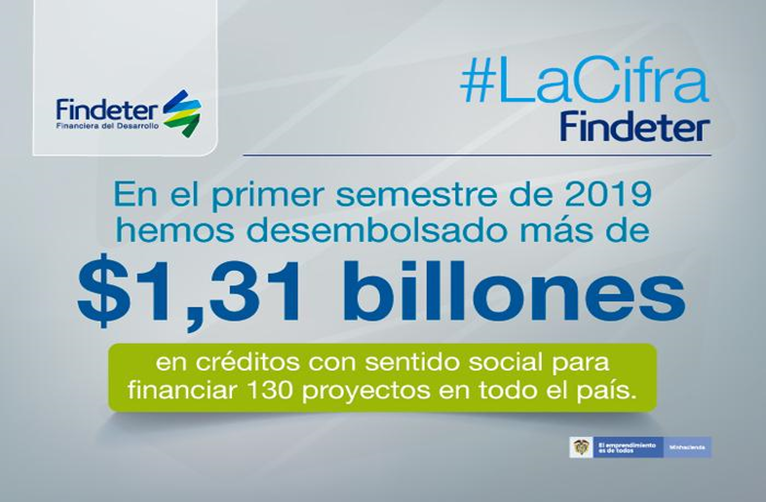 Findeter
Financiera del Desarrollo
#LaCifra
Findeter
En el primer semestre de 2019
hemos desembolsado más de
$1,31 billones
en créditos con sentido social para
financiar 130 proyectos en todo el país.
El emprendimiento
es de todos
Minhacienda